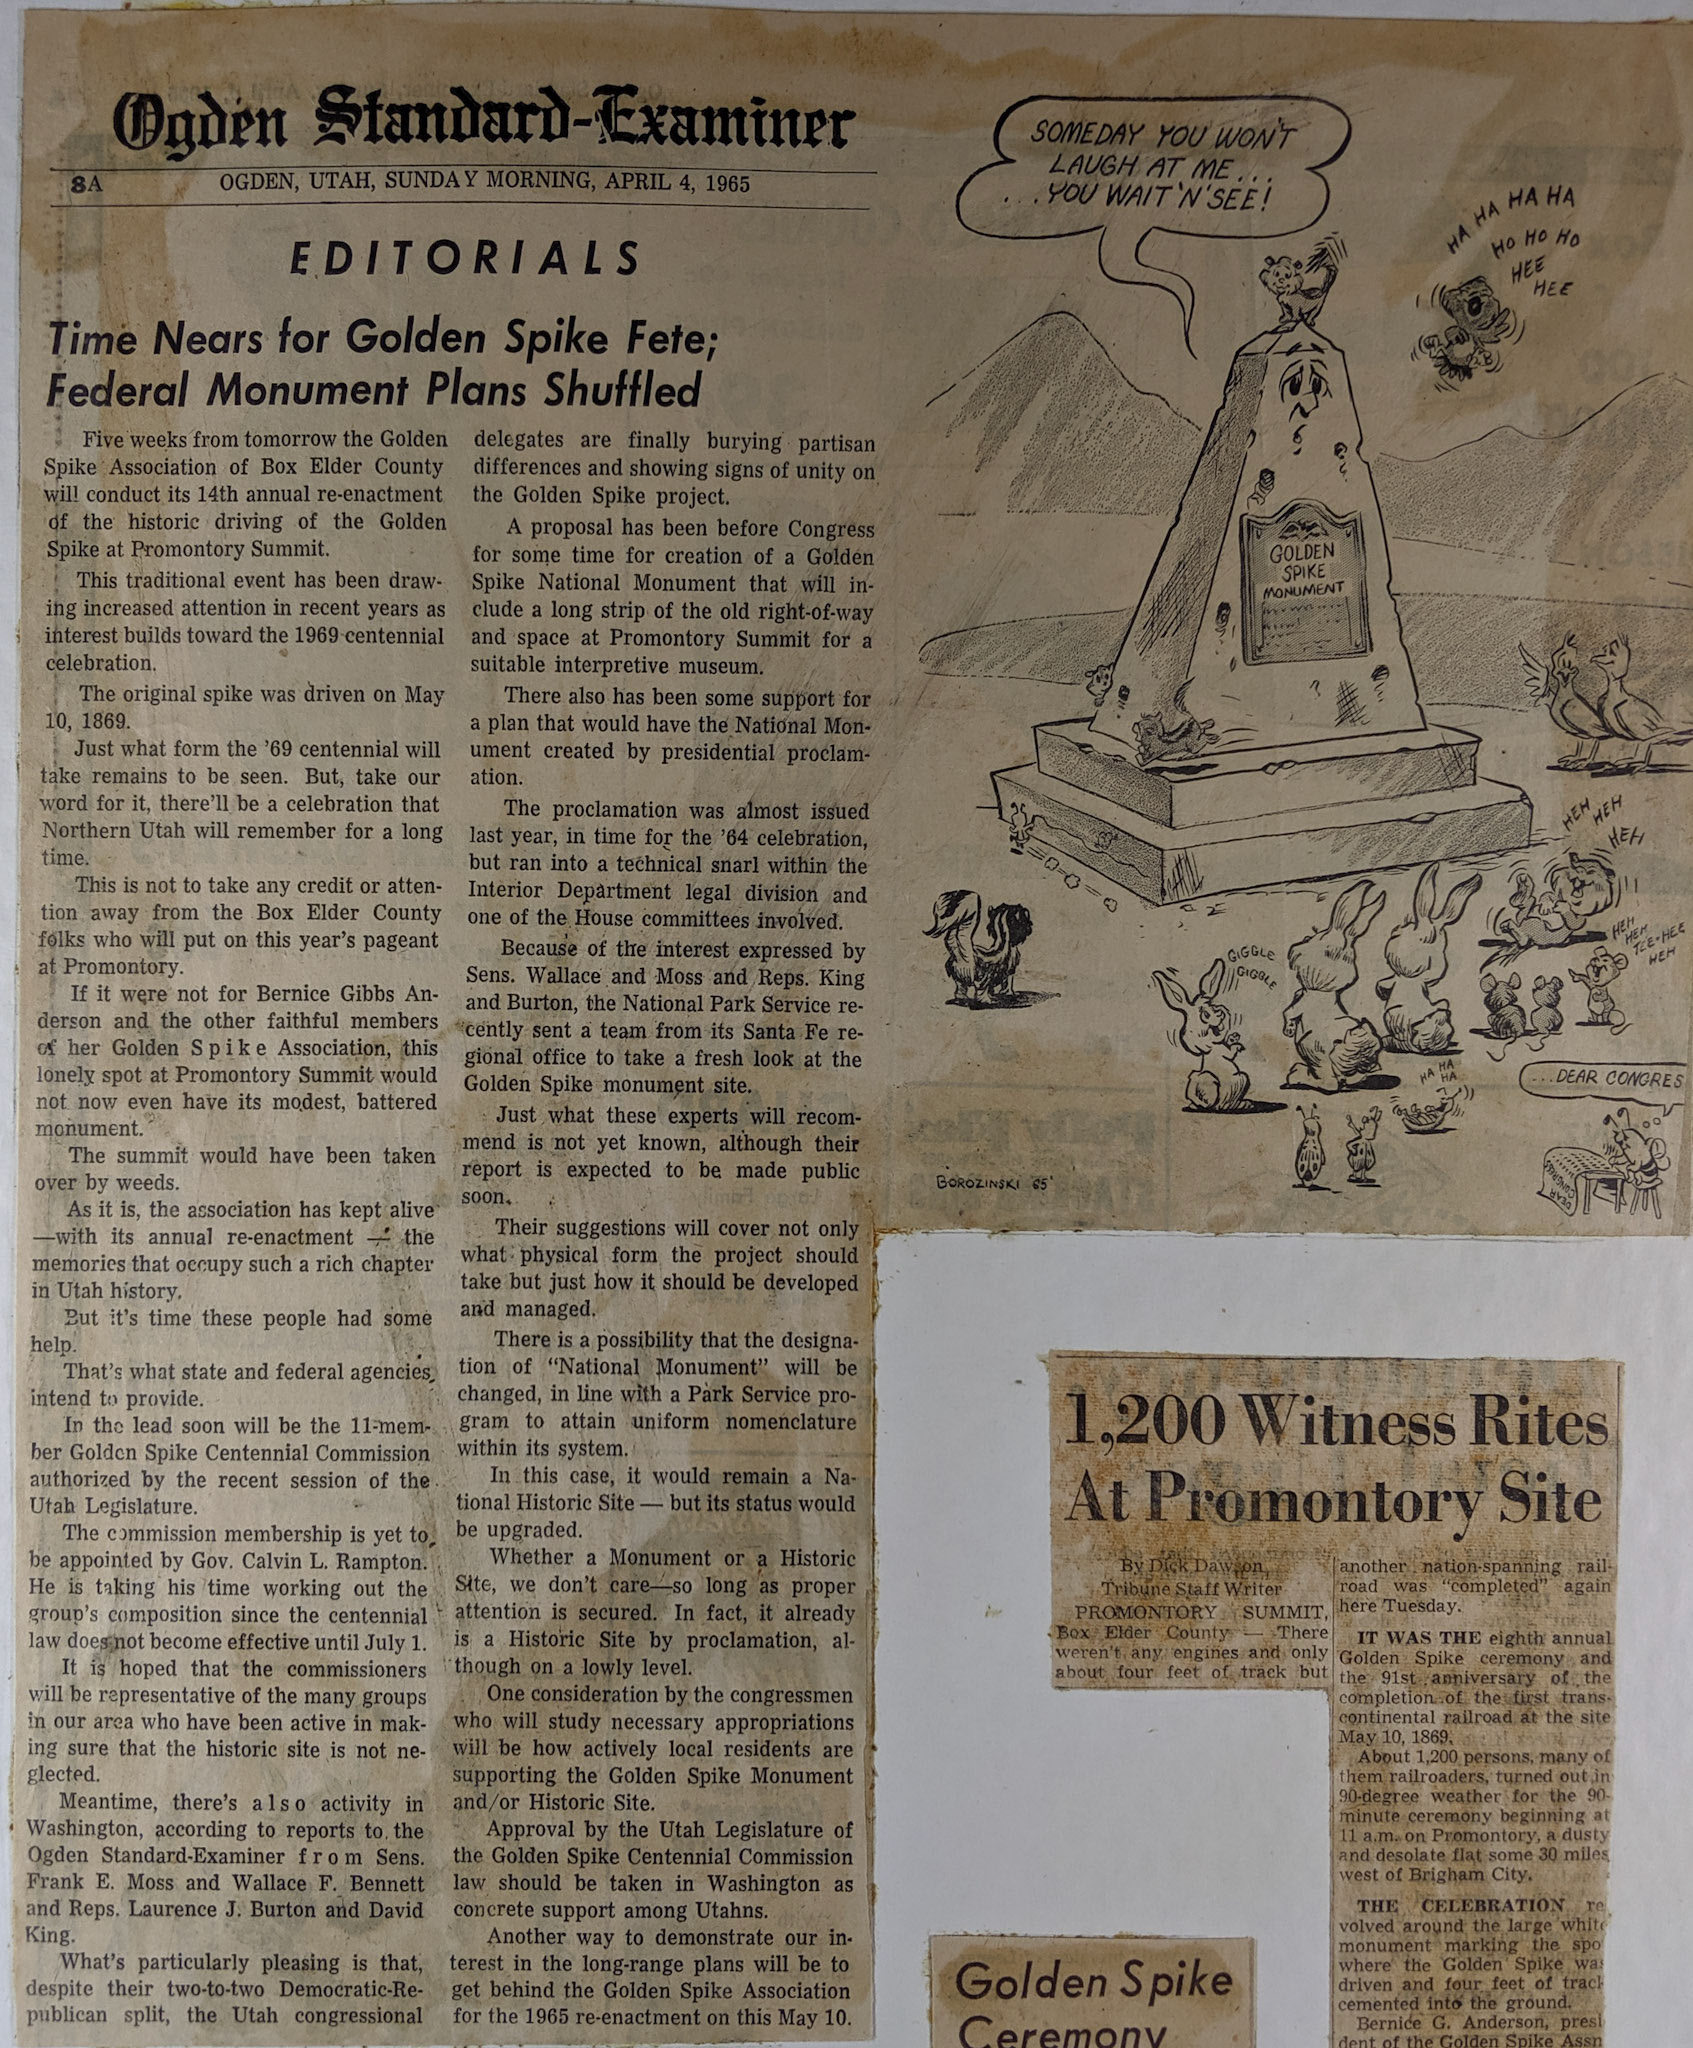 Ogden Standard-Examiner
8A OGDEN, UTAH, SUNDAY MORNING, APRIL 4, 1965
EDITORIALS
Time Nears for Golden Spike Fete;
Federal Monument Plans Shuffled
Five weeks from tomorrow the Golden
Spike Association of Box Elder County
will conduct its 14th annual re-enactment
of the historic driving of the Golden
Spike at Promontory Summit.
This traditional event has been draw-
ing increased attention in recent years as
interest builds toward the 1969 centennial
celebration.
The original spike was driven on May
10, 1869.
Just what form the '69 centennial will
take remains to be seen. But, take our
word for it, there'll be a celebration that
Northern Utah will remember for a long
time.
This is not to take any credit or atten-
tion away from the Box Elder County
folks who will put on this year's pageant
at Promontory.
If it were not for Bernice Gibbs An-
derson and the other faithful members
of her Golden Spike Association, this
lonely spot at Promontory Summit would
not now even have its modest, battered
monument.
The summit would have been taken
over by weeds.
As it is, the association has kept alive
—with its annual re-enactment — the
memories that occupy such a rich chapter
in Utah history.
But it's time these people had some
help.
That's what state and federal agencies
intend to provide.
In the lead soon will be the 11-mem-
ber Golden Spike Centennial Commission
authorized by the recent session of the
Utah Legislature.
The commission membership is yet to
be appointed by Gov. Calvin L. Rampton.
He is taking his time working out the
group's composition since the centennial
law does not become effective until July 1.
It is hoped that the commissioners
will be representative of the many groups
in our area who have been active in mak-
ing sure that the historic site is not ne-
glected.
Meantime, there's also activity in
Washington, according to reports to the
Ogden Standard-Examiner from Sens.
Frank E. Moss and Wallace F. Bennett
and Reps. Laurence J. Burton and David
King.
What's particularly pleasing is that,
despite their two-to-two Democratic-Re-
publican split, the Utah congressional
delegates are finally burying partisan
differences and showing signs of unity on
the Golden Spike project.
A proposal has been before Congress
for some time for creation of a Golden
Spike National Monument that will in-
clude a long strip of the old right-of-way
and space at Promontory Summit for a
suitable interpretive museum.
There also has been some support for
a plan that would have the National Mon-
ument created by presidential proclam-
ation.
The proclamation was almost issued
last year, in time for the '64 celebration,
but ran into a technical snarl within the
Interior Department legal division and
one of the House committees involved.
Because of the interest expressed by
Sens. Wallace and Moss and Reps. King
and Burton, the National Park Service re-
cently sent a team from its Santa Fe re-
gional office to take a fresh look at the
Golden Spike monument site.
Just what these experts will recom-
mend is not yet known, although their
report is expected to be made public
soon.
Their suggestions will cover not only
what physical form the project should
take but just how it should be developed
and managed.
There is a possibility that the designa-
tion of "National Monument" will be
changed, in line with a Park Service pro-
gram to attain uniform nomenclature
within its system.
In this case, it would remain a Na-
tional Historic Site — but its status would
be upgraded.
Whether a Monument or a Historic
Site, we don't care—so long as proper
attention is secured. In fact, it already
is a Historic Site by proclamation, al-
though on a lowly level.
One consideration by the congressmen
who will study necessary appropriations
will be how actively local residents are
supporting the Golden Spike Monument
and/or Historic Site.
Approval by the Utah Legislature of
the Golden Spike Centennial Commission
law should be taken in Washington as
concrete support among Utahns.
Another way to demonstrate our in-
terest in the long-range plans will be to
get behind the Golden Spike Association
for the 1965 re-enactment on this May 10.
SOMEDAY YOU WON'T
LAUGH AT ME...
...YOU WAIT 'N' SEE!
HA HA HA HA
HO HO HO
HEE
HEE
GOLDEN
SPIKE
MONUMENT
HEH
HEH
HEH
GIGGLE
GIGGLE
HEH
HEH
TEE-HEE
HEH
HA HA
HA
...DEAR CONGRES
DEAR
CONGRES
BOROZINSKI 65'
1,200 Witness Rites
At Promontory Site
By Dick Dawson,
Tribune Staff Writer
PROMONTORY SUMMIT,
Box Elder County — There
weren't any engines and only
about four feet of track but
another nation-spanning rail-
road was "completed" again
here Tuesday.
IT WAS THE eighth annual
Golden Spike ceremony and
the 91st anniversary of the
completion of the first trans-
continental railroad at the site
May 10, 1869.
About 1,200 persons, many of
them railroaders, turned out in
90-degree weather for the 90-
minute ceremony beginning at
11 a.m. on Promontory, a dusty
and desolate flat some 30 miles
west of Brigham City.
THE CELEBRATION re
volved around the large white
monument marking the spo
where the Golden Spike was
driven and four feet of track
cemented into the ground.
Bernice G. Anderson, presi
dent of the Golden Spike Assn
Golden Spike
Ceremony